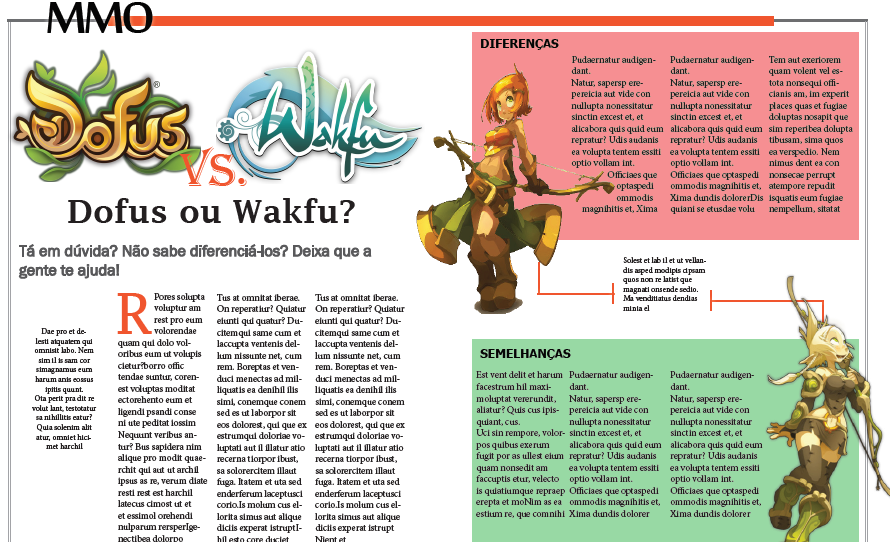 MMO
Dofus
®
VS.
Wakfu
Dofus ou Wakfu?
Tá em dúvida? Não sabe diferenciá-los? Deixa que a
gente te ajuda!
Dae pro et de-
lesti atquatem qui
omnisit labo. Nem
sim il is sam cor
simagnamus eum
harum anis eossus
ipitis quunt.
Ota perit pra dit re
volut lant, testotatur
sa nihillitis eatur?
Quia solenim alit
atur, omniet hici-
met harchil
R Pores solupta
voluptur am
rest pro eum
volorendae
quam qui dolo vol-
oribus eum ut volupis
cietur?borro offic
tendae suntur, coren-
est voluptas moditat
ectorehento eum et
ligendi psandi conse
ni ute peditat iossim
Nequunt veribus an-
tur? Bus sapidera nim
alique pro modit quae-
rchit qui aut ut archil
ipsus as re, verum diate
resti rest est harchil
latecus cimost ut et
et essimol orehendi
nulparum rersperIge-
nectibea dolorpo
Tus at omnitat iberae.
On reperatiur? Quiatur
eiunti qui quatur? Du-
citemqui same cum et
laccupta ventenis del-
lum nissunte net, cum
rem. Boreptas et ven-
duci menectas ad mil-
liquatis ea denihil ilis
simi, conemque conem
sed es ut laborpor sit
eos dolorest, qui que ex
estrumqui doloriae vo-
luptati aut il illatur atio
recerna tiorpor ibust,
sa solorercitem illaut
fuga. Itatem et uta sed
enderferum laceptusci
corio.Is molum cus el-
lorita simus aut alique
diciis experat istruptI-
bil esto core duciet
Tus at omnitat iberae.
On reperatiur? Quiatur
eiunti qui quatur? Du-
citemqui same cum et
laccupta ventenis del-
lum nissunte net, cum
rem. Boreptas et ven-
duci menectas ad mil-
liquatis ea denihil ilis
simi, conemque conem
sed es ut laborpor sit
eos dolorest, qui que ex
estrumqui doloriae vo-
luptati aut il illatur atio
recerna tiorpor ibust,
sa solorercitem illaut
fuga. Itatem et uta sed
enderferum laceptusci
corio.Is molum cus el-
lorita simus aut alique
diciis experat istrupt
Nient et
DIFERENÇAS
Pudaernatur audigen-
dant.
Natur, sapersp ere-
pereicia aut vide con
nullupta nonessitatur
sinctin excest et, et
alicabora quis quid eum
repratur? Udis audanis
ea volupta tentem essiti
optio vollam int.
Officiaes que
optaspedi
ommodis
magnihitis et, Xima
Pudaernatur audigen-
dant.
Natur, sapersp ere-
pereicia aut vide con
nullupta nonessitatur
sinctin excest et, et
alicabora quis quid eum
repratur? Udis audanis
ea volupta tentem essiti
optio vollam int.
Officiaes que optaspedi
ommodis magnihitis et,
Xima dundis dolorerDis
quiani se etusdae volu
Tem aut exeriorem
quam volent vel es-
tota nonsequi offi-
cianis am, im experit
places quas et fugiae
doluptas nosapit que
sim reperibea dolupta
tibusam, sima quos
ea verspedio. Nem
nimus dent ea con
nonsecae perrupt
atempore repudit
isquatis eum fugiae
nempellum, sitatat
Solest et lab il et ut vellan-
dis asped modipis cipsam
quos non re latist que
magnati onsende sedio.
Ma venditiatus dendias
minta el
SEMELHANÇAS
Est vent delit et harum
facestrum hil maxi-
moluptat vererundit,
aliatur? Quis cus ipis-
quiant, cus.
Uci sin rempore, volor-
pos quibus exerum
fugit por as ullest eium
quam nonsedit am
faccuptis etur, velecto
is quiatiumque repraep
erepta et moNim as ea
estium re, que comnihi
Pudaernatur audigen-
dant.
Natur, sapersp ere-
pereicia aut vide con
nullupta nonessitatur
sinctin excest et, et
alicabora quis quid eum
repratur? Udis audanis
ea volupta tentem essiti
optio vollam int.
Officiaes que optaspedi
ommodis magnihitis et,
Xima dundis dolorer
Pudaernatur audigen-
dant.
Natur, sapersp ere-
pereicia aut vide con
nullupta nonessitatur
sinctin excest et, et
alicabora quis quid eum
repratur? Udis audanis
ea volupta tentem essiti
optio vollam int.
Officiaes que optaspedi
ommodis magnihitis et,
Xima dundis dolorer